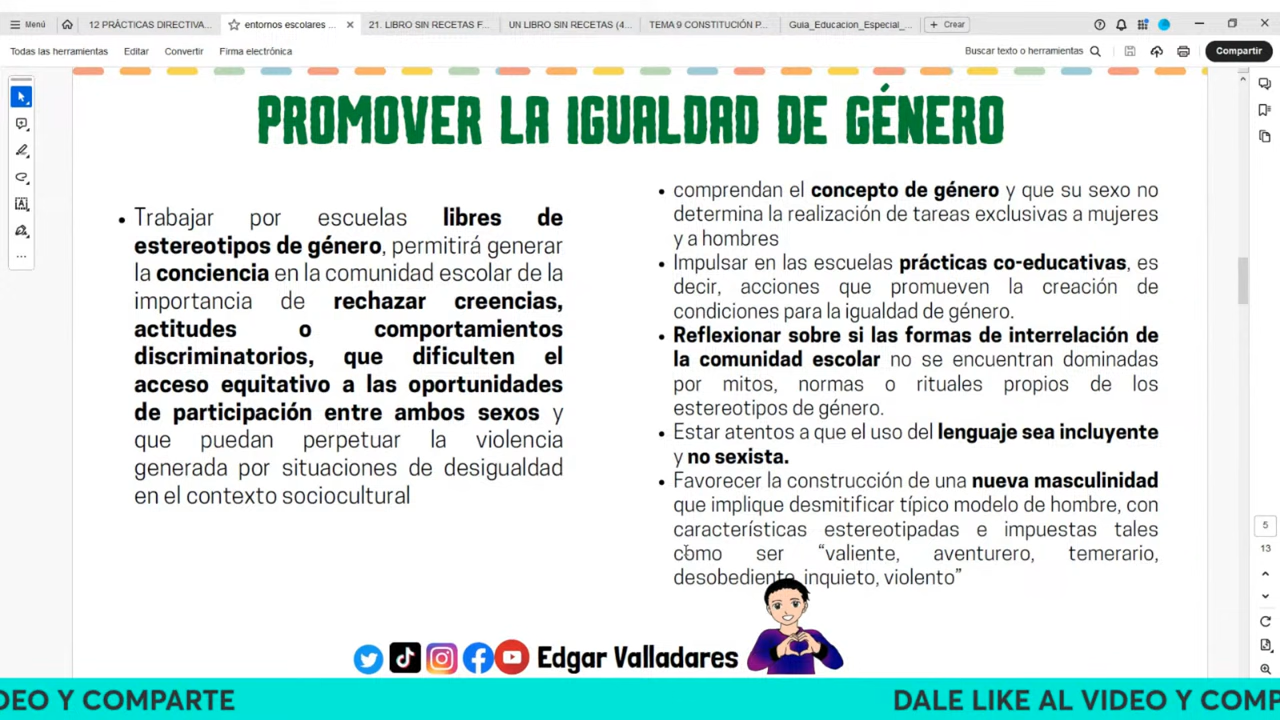 Menú
12 PRÁCTICAS DIRECTIVA...
entornos escolares ...
21. LIBRO SIN RECETAS F...
UN LIBRO SIN RECETAS (4...
TEMA 9 CONSTITUCIÓN P...
Guia_Educacion_Especial_...
+ Crear
Todas las herramientas
Editar
Convertir
Firma electrónica
Buscar texto o herramientas
Compartir
PROMOVER LA IGUALDAD DE GÉNERO
• Trabajar por escuelas libres de
estereotipos de género, permitirá generar
la conciencia en la comunidad escolar de la
importancia de rechazar creencias,
actitudes o comportamientos
discriminatorios, que dificulten el
acceso equitativo a las oportunidades
de participación entre ambos sexos y
que puedan perpetuar la violencia
generada por situaciones de desigualdad
en el contexto sociocultural
• comprendan el concepto de género y que su sexo no
determina la realización de tareas exclusivas a mujeres
y a hombres
• Impulsar en las escuelas prácticas co-educativas, es
decir, acciones que promueven la creación de
condiciones para la igualdad de género.
• Reflexionar sobre si las formas de interrelación de
la comunidad escolar no se encuentran dominadas
por mitos, normas o rituales propios de los
estereotipos de género.
• Estar atentos a que el uso del lenguaje sea incluyente
y no sexista.
• Favorecer la construcción de una nueva masculinidad
que implique desmitificar típico modelo de hombre, con
características estereotipadas e impuestas tales
como ser “valiente, aventurero, temerario,
desobediente, inquieto, violento”
5
13
Edgar Valladares
DEO Y COMPARTE
DALE LIKE AL VIDEO Y COMP